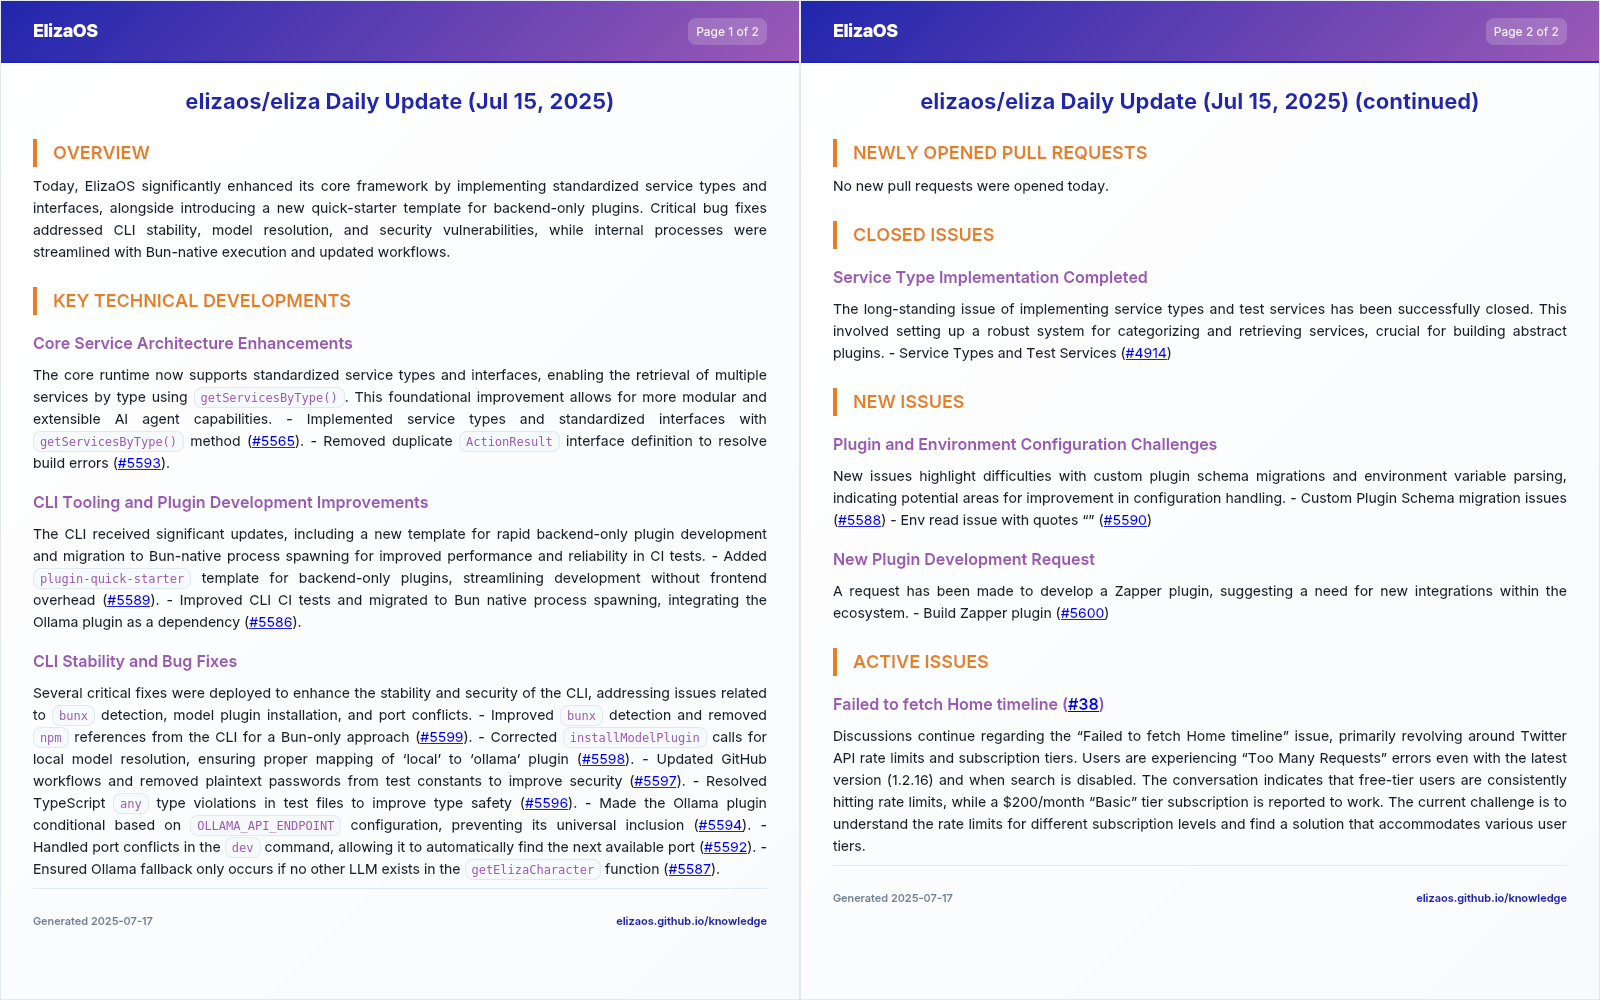 ElizaOS
Page 1 of 2
elizaos/eliza Daily Update (Jul 15, 2025)
OVERVIEW
Today, ElizaOS significantly enhanced its core framework by implementing standardized service types and
interfaces, alongside introducing a new quick-starter template for backend-only plugins. Critical bug fixes
addressed CLI stability, model resolution, and security vulnerabilities, while internal processes were
streamlined with Bun-native execution and updated workflows.
KEY TECHNICAL DEVELOPMENTS
Core Service Architecture Enhancements
The core runtime now supports standardized service types and interfaces, enabling the retrieval of multiple
services by type using getServicesByType(). This foundational improvement allows for more modular and
extensible AI agent capabilities. - Implemented service types and standardized interfaces with
getServicesByType() method (#5565). - Removed duplicate ActionResult interface definition to resolve
build errors (#5593).
CLI Tooling and Plugin Development Improvements
The CLI received significant updates, including a new template for rapid backend-only plugin development
and migration to Bun-native process spawning for improved performance and reliability in CI tests. - Added
plugin-quick-starter template for backend-only plugins, streamlining development without frontend
overhead (#5589). - Improved CLI CI tests and migrated to Bun native process spawning, integrating the
Ollama plugin as a dependency (#5586).
CLI Stability and Bug Fixes
Several critical fixes were deployed to enhance the stability and security of the CLI, addressing issues related
to bunx detection, model plugin installation, and port conflicts. - Improved bunx detection and removed
npm references from the CLI for a Bun-only approach (#5599). - Corrected installModelPlugin calls for
local model resolution, ensuring proper mapping of ‘local’ to ‘ollama’ plugin (#5598). - Updated GitHub
workflows and removed plaintext passwords from test constants to improve security (#5597). - Resolved
TypeScript any type violations in test files to improve type safety (#5596). - Made the Ollama plugin
conditional based on OLLAMA_API_ENDPOINT configuration, preventing its universal inclusion (#5594). -
Handled port conflicts in the dev command, allowing it to automatically find the next available port (#5592). -
Ensured Ollama fallback only occurs if no other LLM exists in the getElizaCharacter function (#5587).
Generated 2025-07-17
elizaos.github.io/knowledge
ElizaOS
Page 2 of 2
elizaos/eliza Daily Update (Jul 15, 2025) (continued)
NEWLY OPENED PULL REQUESTS
No new pull requests were opened today.
CLOSED ISSUES
Service Type Implementation Completed
The long-standing issue of implementing service types and test services has been successfully closed. This
involved setting up a robust system for categorizing and retrieving services, crucial for building abstract
plugins. - Service Types and Test Services (#4914)
NEW ISSUES
Plugin and Environment Configuration Challenges
New issues highlight difficulties with custom plugin schema migrations and environment variable parsing,
indicating potential areas for improvement in configuration handling. - Custom Plugin Schema migration issues
(#5588) - Env read issue with quotes “” (#5590)
New Plugin Development Request
A request has been made to develop a Zapper plugin, suggesting a need for new integrations within the
ecosystem. - Build Zapper plugin (#5600)
ACTIVE ISSUES
Failed to fetch Home timeline (#38)
Discussions continue regarding the “Failed to fetch Home timeline” issue, primarily revolving around Twitter
API rate limits and subscription tiers. Users are experiencing “Too Many Requests” errors even with the latest
version (1.2.16) and when search is disabled. The conversation indicates that free-tier users are consistently
hitting rate limits, while a $200/month “Basic” tier subscription is reported to work. The current challenge is to
understand the rate limits for different subscription levels and find a solution that accommodates various user
tiers.
Generated 2025-07-17
elizaos.github.io/knowledge